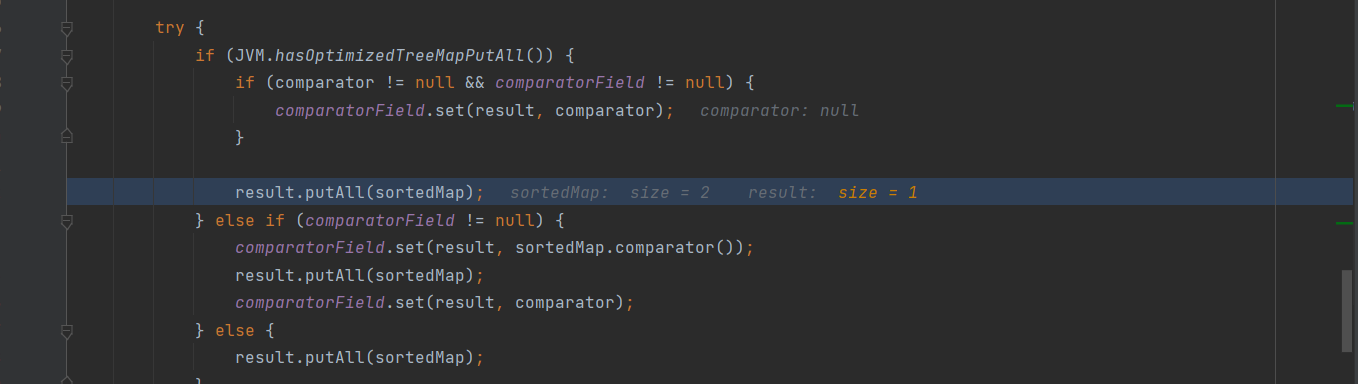 try {
if (JVM.hasOptimizedTreeMapPutAll()) {
if (comparator != null && comparatorField != null) {
comparatorField.set(result, comparator); comparator: null
}
result.putAll(sortedMap); sortedMap: size = 2 result: size = 1
} else if (comparatorField != null) {
comparatorField.set(result, sortedMap.comparator());
result.putAll(sortedMap);
comparatorField.set(result, comparator);
} else {
result.putAll(sortedMap);
}